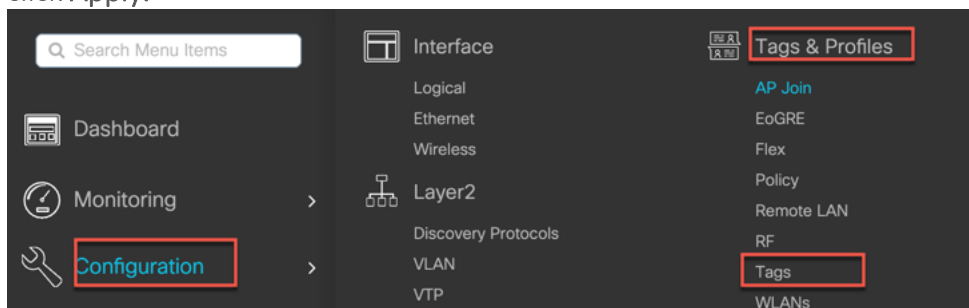 click Apply.
Search Menu Items
Dashboard
Monitoring
Configuration
Interface
Logical
Ethernet
Wireless
Layer2
Discovery Protocols
VLAN
VTP
Tags & Profiles
AP Join
EoGRE
Flex
Policy
Remote LAN
RF
Tags
WLANs